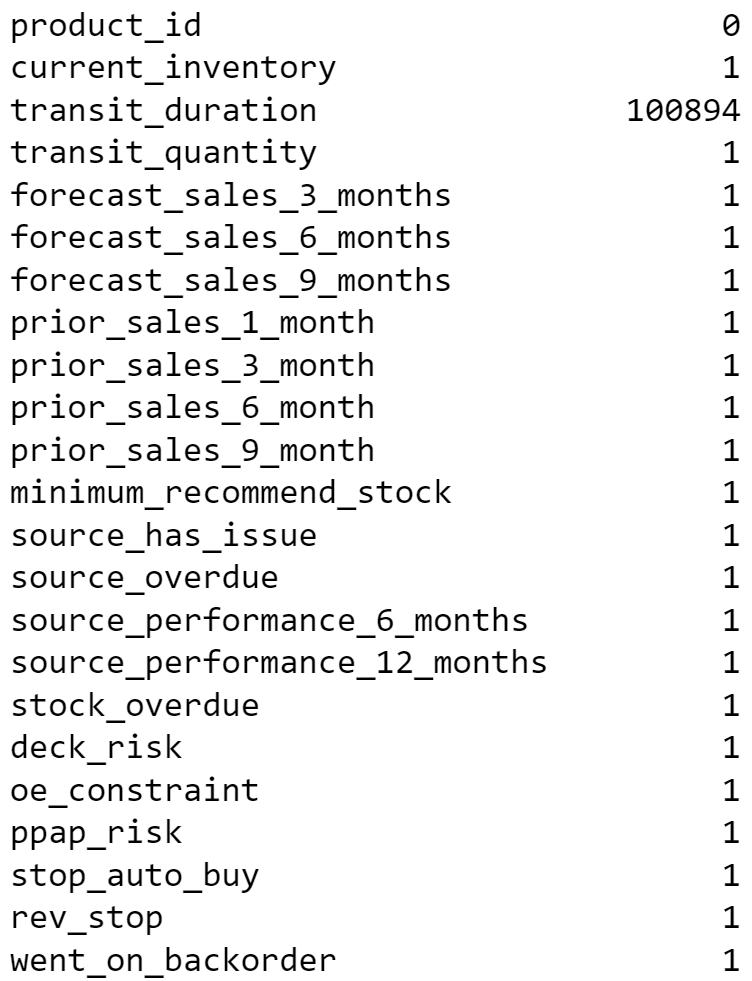 product_id 0
current_inventory 1
transit_duration 100894
transit_quantity 1
forecast_sales_3_months 1
forecast_sales_6_months 1
forecast_sales_9_months 1
prior_sales_1_month 1
prior_sales_3_month 1
prior_sales_6_month 1
prior_sales_9_month 1
minimum_recommend_stock 1
source_has_issue 1
source_overdue 1
source_performance_6_months 1
source_performance_12_months 1
stock_overdue 1
deck_risk 1
oe_constraint 1
ppap_risk 1
stop_auto_buy 1
rev_stop 1
went_on_backorder 1